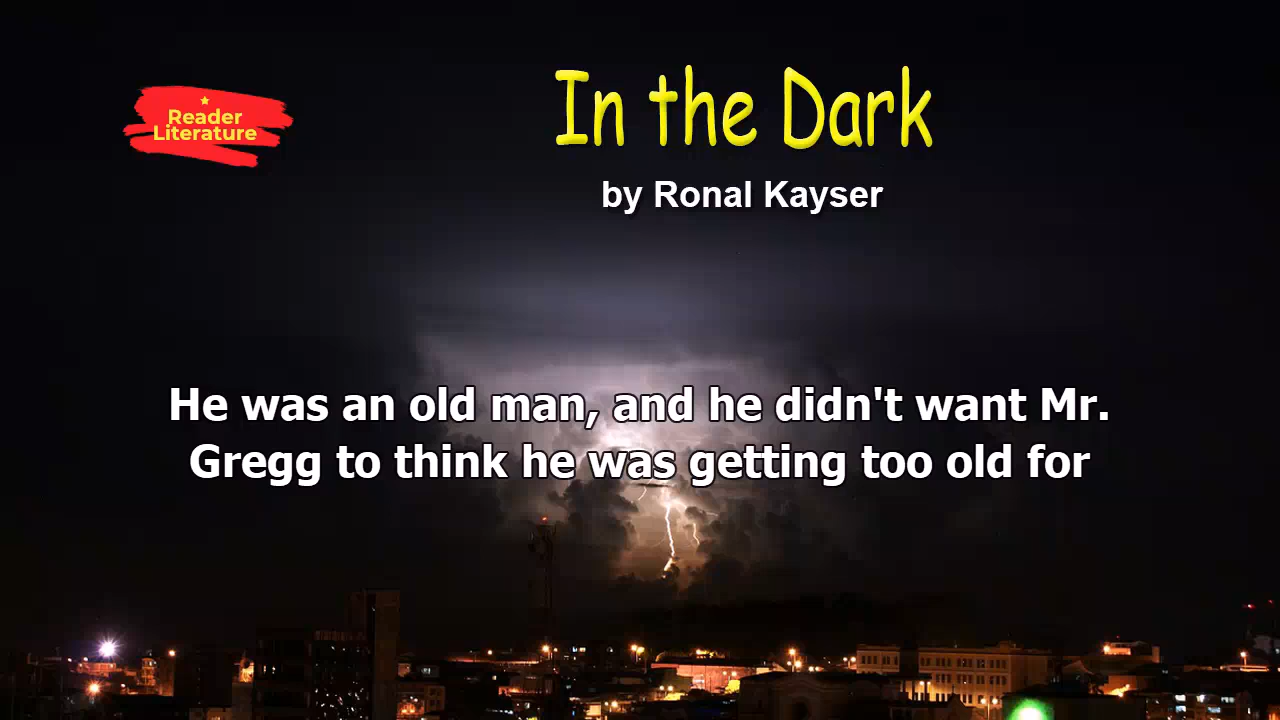 Reader
Literature
In the Dark
by Ronal Kayser
He was an old man, and he didn't want Mr.
Gregg to think he was getting too old for